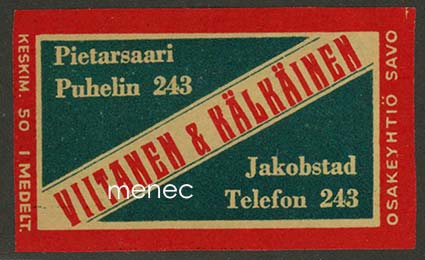 KESKIM. 50 I MEDELT.
Pietarsaari
Puhelin 243
VIITANEN & KÄLKÄINEN
menec
Jakobstad
Telefon 243
OSAKEYHTIÖ SAVO